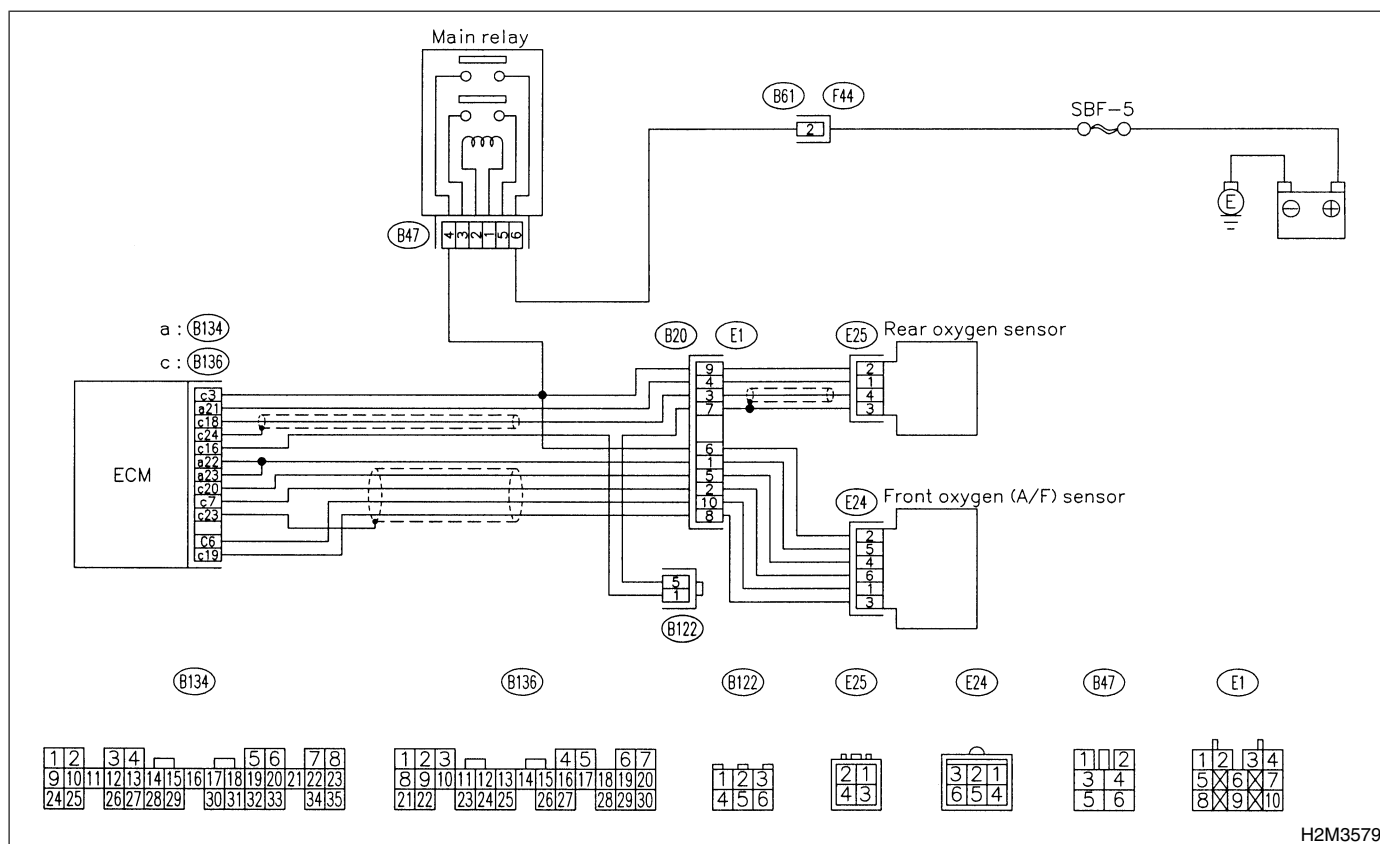 Main relay
B61 F44
SBF-5
2
E
⊖ ⊕
B47
4 3 2 1 5 6
a : B134
c : B136
B20 E1
E25 Rear oxygen sensor
ECM
c3
a21
c18
c24
c16
a22
a23
c20
c7
c23
C6
c19
9
4
3
7
6
1
5
2
10
8
2
1
4
3
E24 Front oxygen (A/F) sensor
2
5
4
6
1
3
5
1
B122
B134 B136 B122 E25 E24 B47 E1
1 2 3 4 5 6 7 8
9 10 11 12 13 14 15 16 17 18 19 20 21 22 23
24 25 26 27 28 29 30 31 32 33 34 35
1 2 3 4 5 6 7
8 9 10 11 12 13 14 15 16 17 18 19 20
21 22 23 24 25 26 27 28 29 30
1 2 3
4 5 6
2 1
4 3
3 2 1
6 5 4
1 2
3 4
5 6
1 2 3 4
5 6 7
8 9 10
H2M3579